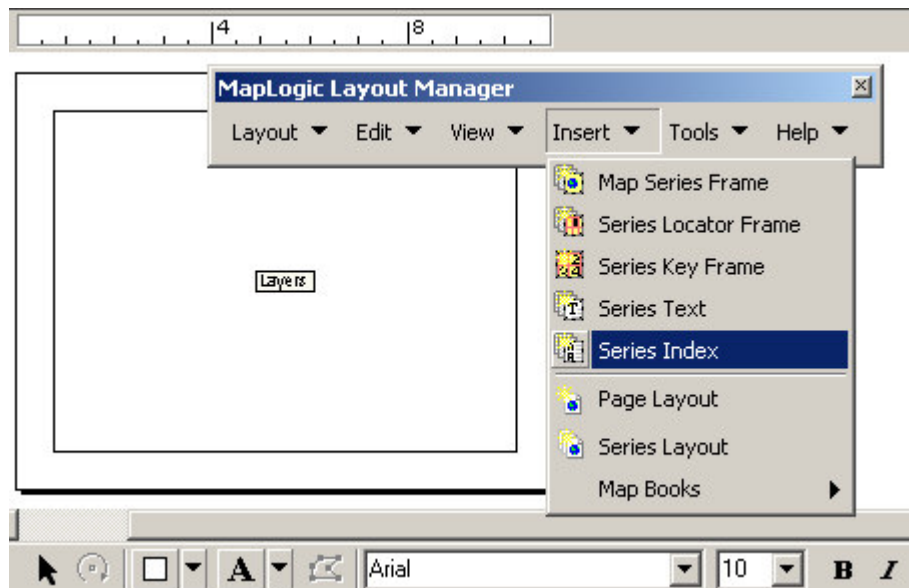 4 8
MapLogic Layout Manager
Layout Edit View Insert Tools Help
Map Series Frame
Series Locator Frame
Layers
Series Key Frame
Series Text
Series Index
Page Layout
Series Layout
Map Books
A Arial 10 B I